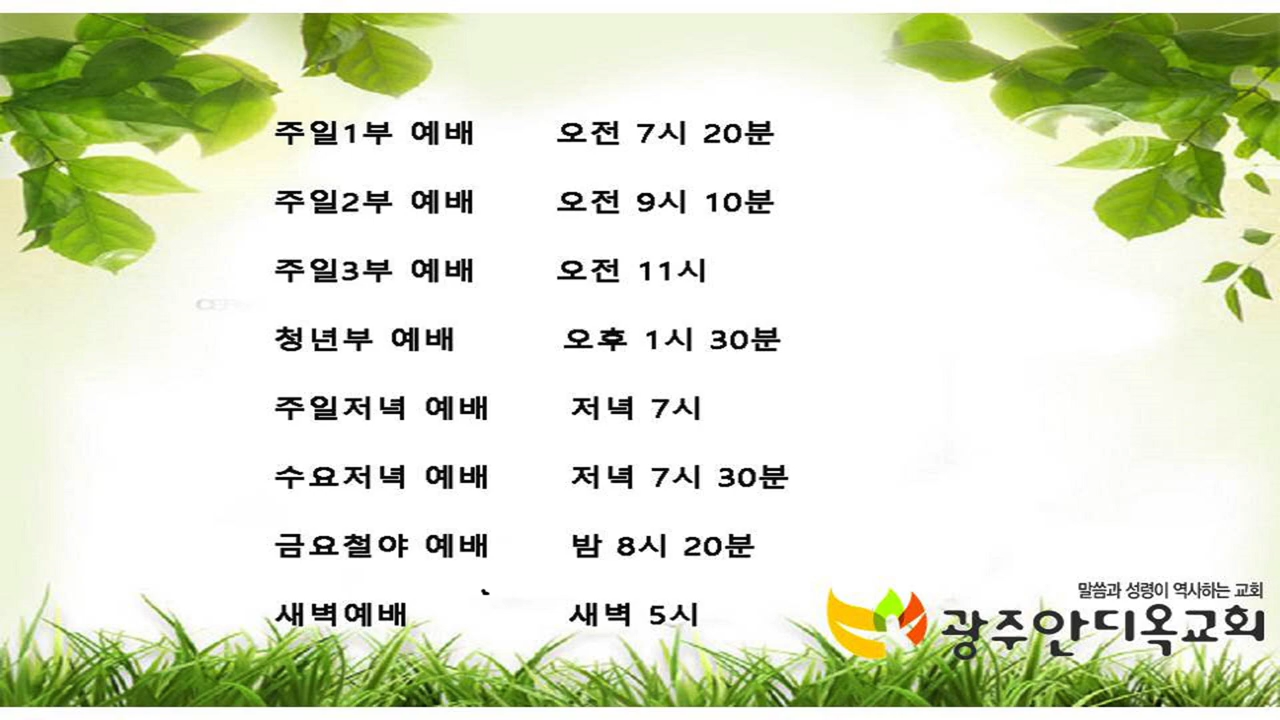 주일1부 예배 오전 7시 20분
주일2부 예배 오전 9시 10분
주일3부 예배 오전 11시
청년부 예배 오후 1시 30분
주일저녁 예배 저녁 7시
수요저녁 예배 저녁 7시 30분
금요철야 예배 밤 8시 20분
새벽예배 새벽 5시
말씀과 성령이 역사하는 교회
광주안디옥교회